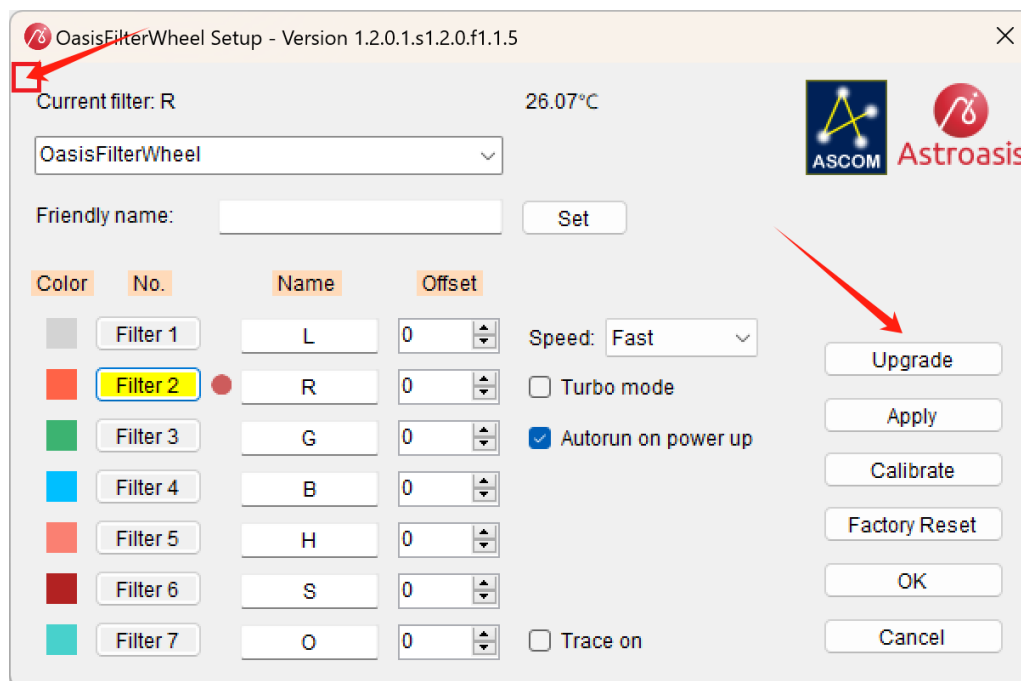 OasisFilterWheel Setup - Version 1.2.0.1.s1.2.0.f1.1.5
Current filter: R
26.07°C
ASCOM
Astroasis
OasisFilterWheel
Friendly name:
Set
Color No. Name Offset
Filter 1 L 0
Speed: Fast
Upgrade
Filter 2 R 0
Turbo mode
Apply
Filter 3 G 0
Autorun on power up
Calibrate
Filter 4 B 0
Filter 5 H 0
Factory Reset
Filter 6 S 0
OK
Filter 7 O 0
Trace on
Cancel